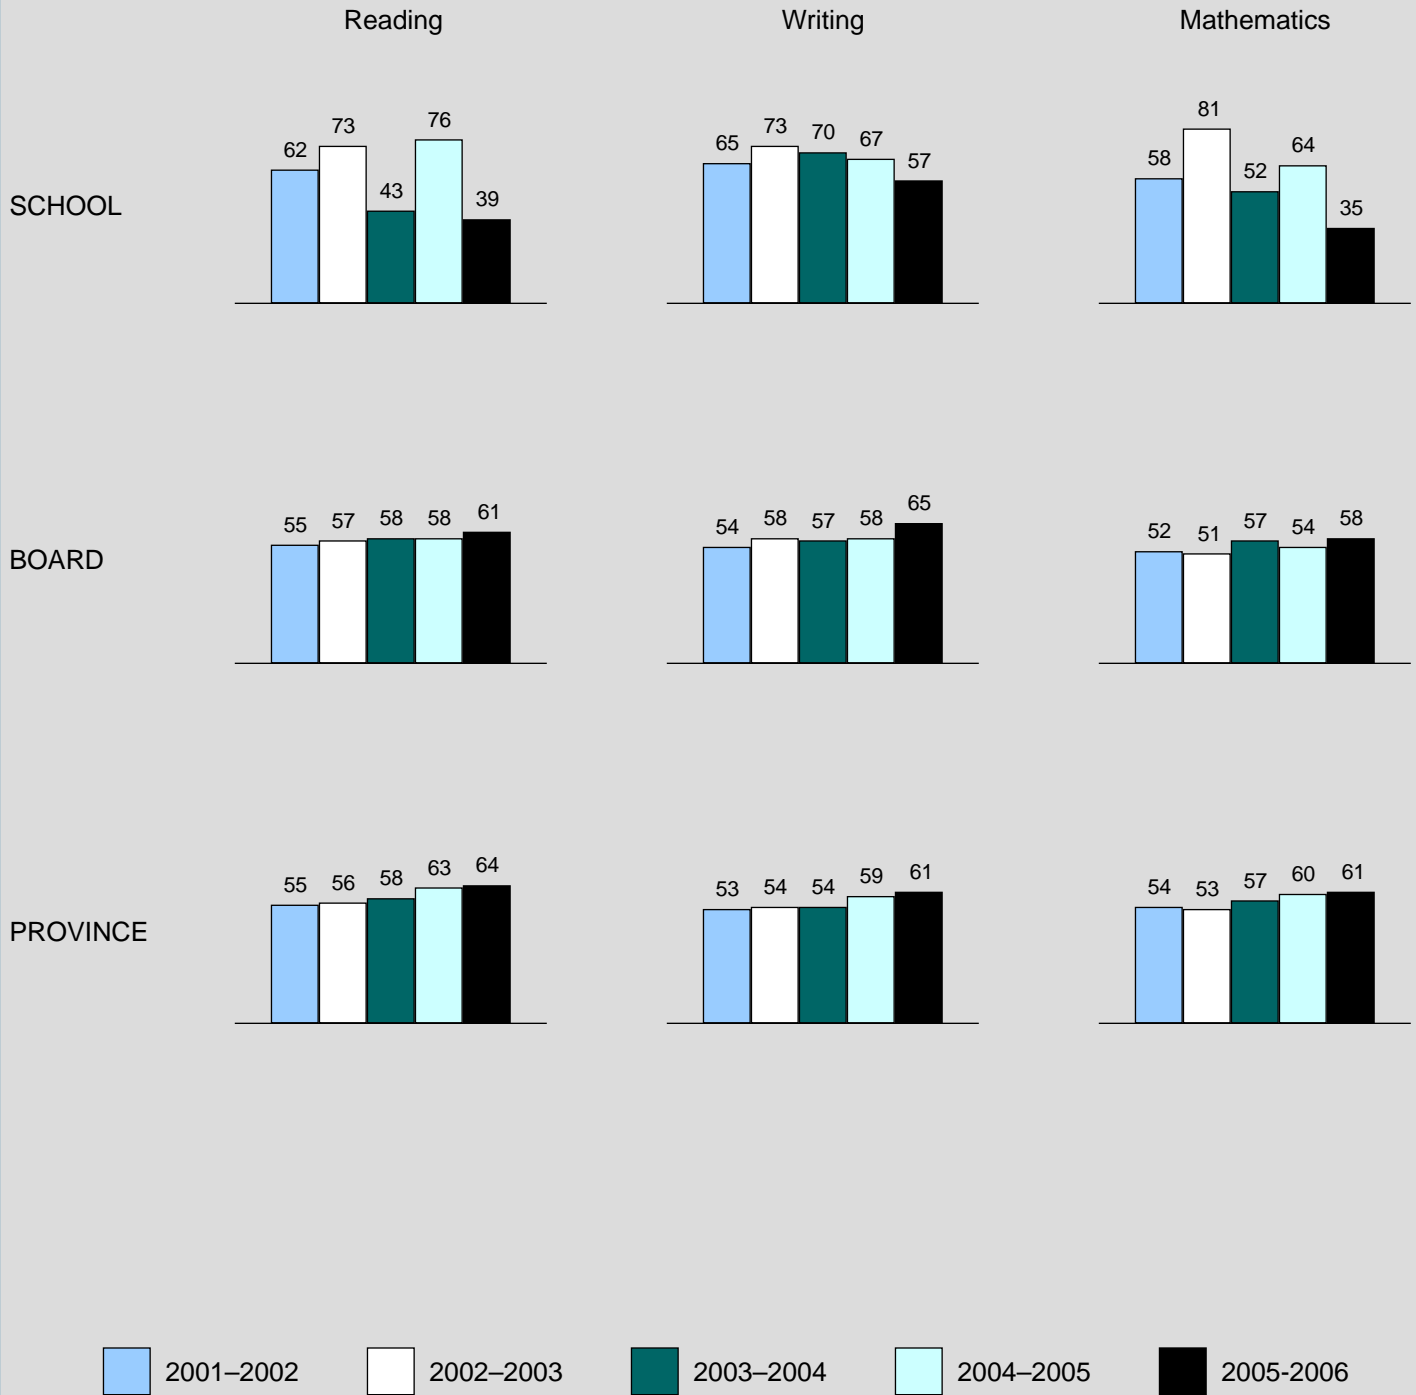 Reading Writing Mathematics
SCHOOL
62 73 43 76 39
65 73 70 67 57
58 81 52 64 35
BOARD
55 57 58 58 61
54 58 57 58 65
52 51 57 54 58
PROVINCE
55 56 58 63 64
53 54 54 59 61
54 53 57 60 61
2001–2002 2002–2003 2003–2004 2004–2005 2005-2006